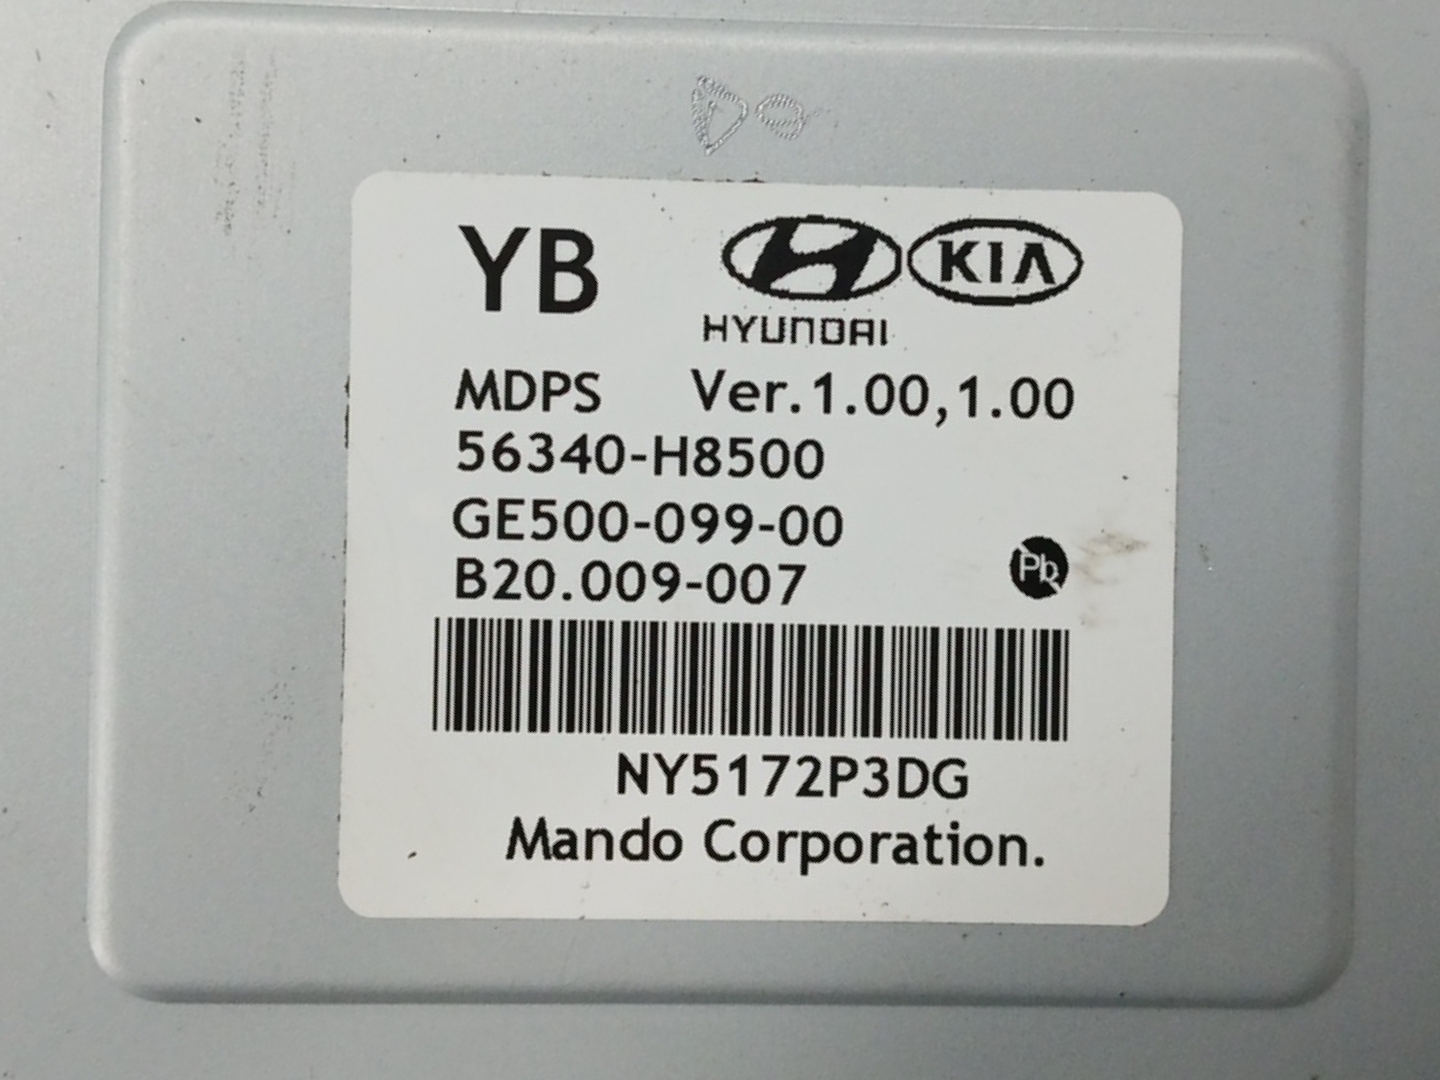 YB
HYUNDAI
KIA
MDPS Ver.1.00,1.00
56340-H8500
GE500-099-00
B20.009-007
Pb
NY5172P3DG
Mando Corporation.